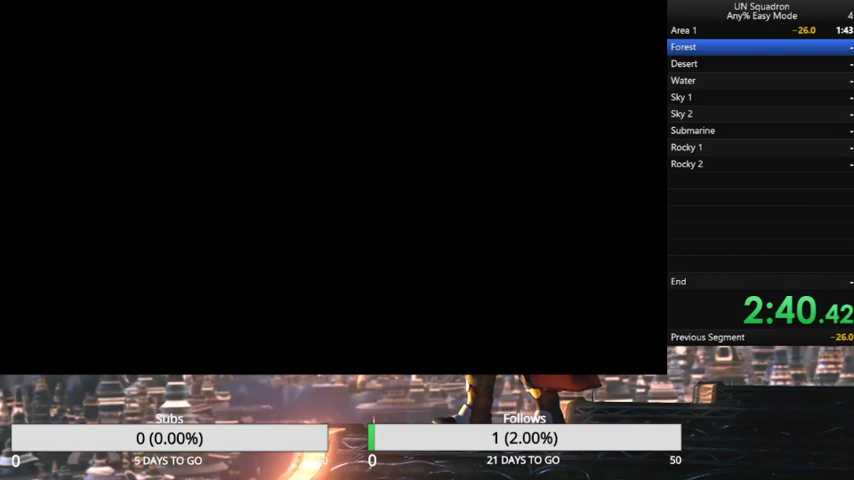 UN Squadron
Any% Easy Mode 4
Area 1 −26.0 1:43
Forest -
Desert -
Water -
Sky 1 -
Sky 2 -
Submarine -
Rocky 1 -
Rocky 2 -
End -
2:40.42
Previous Segment −26.0
Subs Follows
0 (0.00%) 1 (2.00%)
0 5 DAYS TO GO 0 21 DAYS TO GO 50